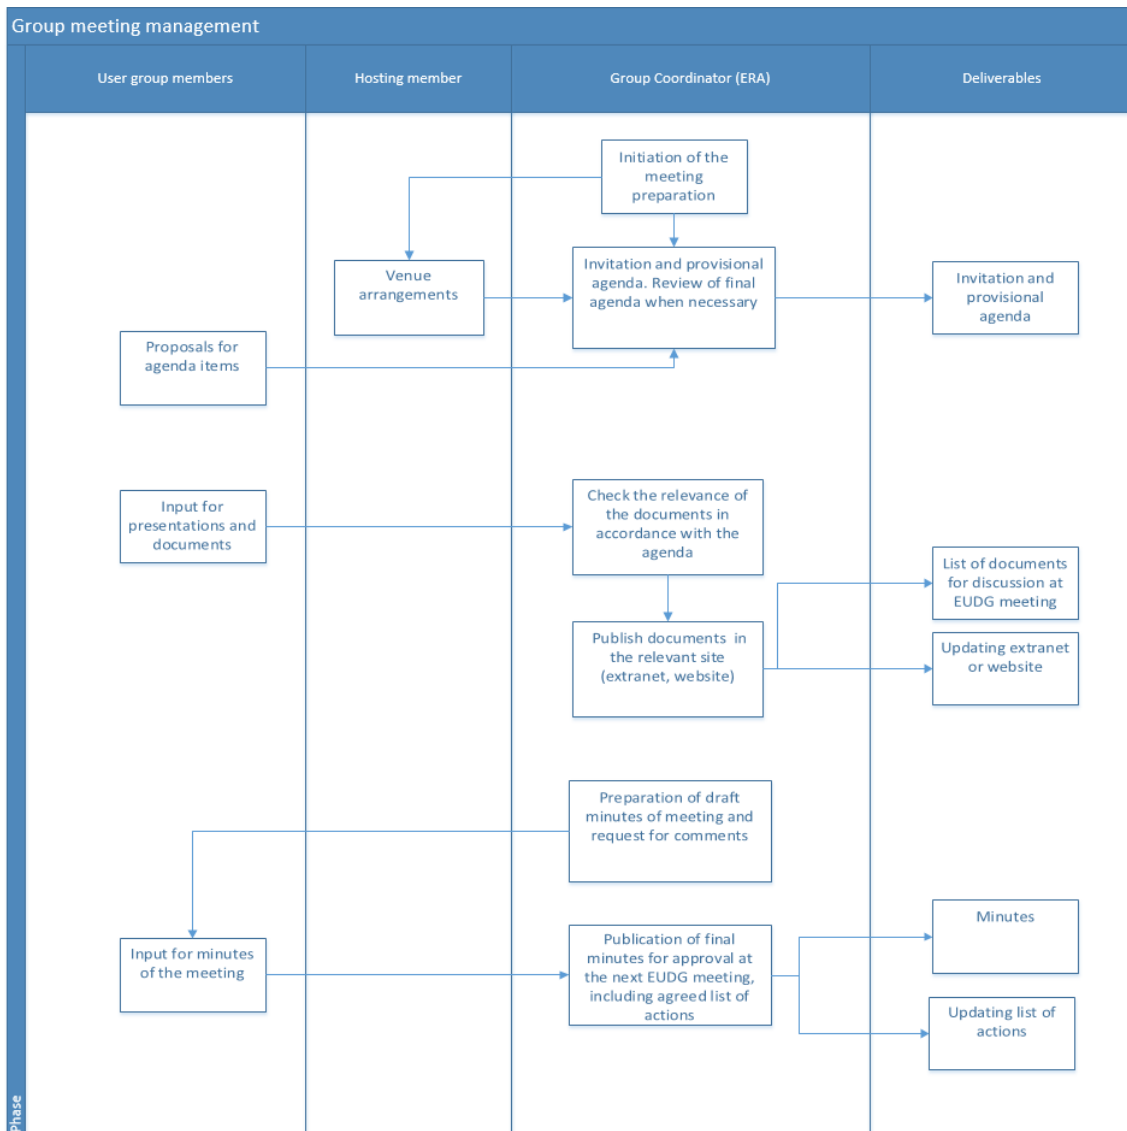 Group meeting management
User group members
Hosting member
Group Coordinator (ERA)
Deliverables
Initiation of the
meeting
preparation
Venue
arrangements
Invitation and provisional
agenda. Review of final
agenda when necessary
Invitation and
provisional
agenda
Proposals for
agenda items
Input for
presentations and
documents
Check the relevance of
the documents in
accordance with the
agenda
List of documents
for discussion at
EUDG meeting
Publish documents in
the relevant site
(extranet, website)
Updating extranet
or website
Preparation of draft
minutes of meeting and
request for comments
Input for minutes
of the meeting
Publication of final
minutes for approval at
the next EUDG meeting,
including agreed list of
actions
Minutes
Updating list of
actions
Phase